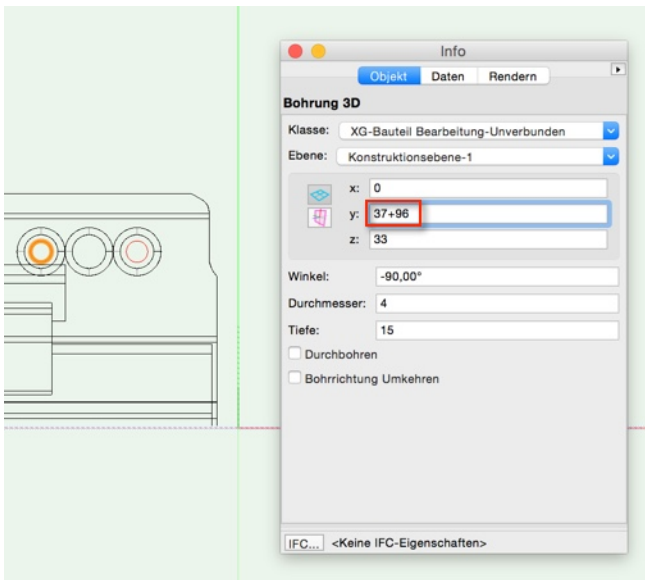 Info
Objekt Daten Rendern
Bohrung 3D
Klasse: XG-Bauteil Bearbeitung-Unverbunden
Ebene: Konstruktionsebene-1
x: 0
y: 37+96
z: 33
Winkel: -90,00°
Durchmesser: 4
Tiefe: 15
Durchbohren
Bohrrichtung Umkehren
IFC... <Keine IFC-Eigenschaften>